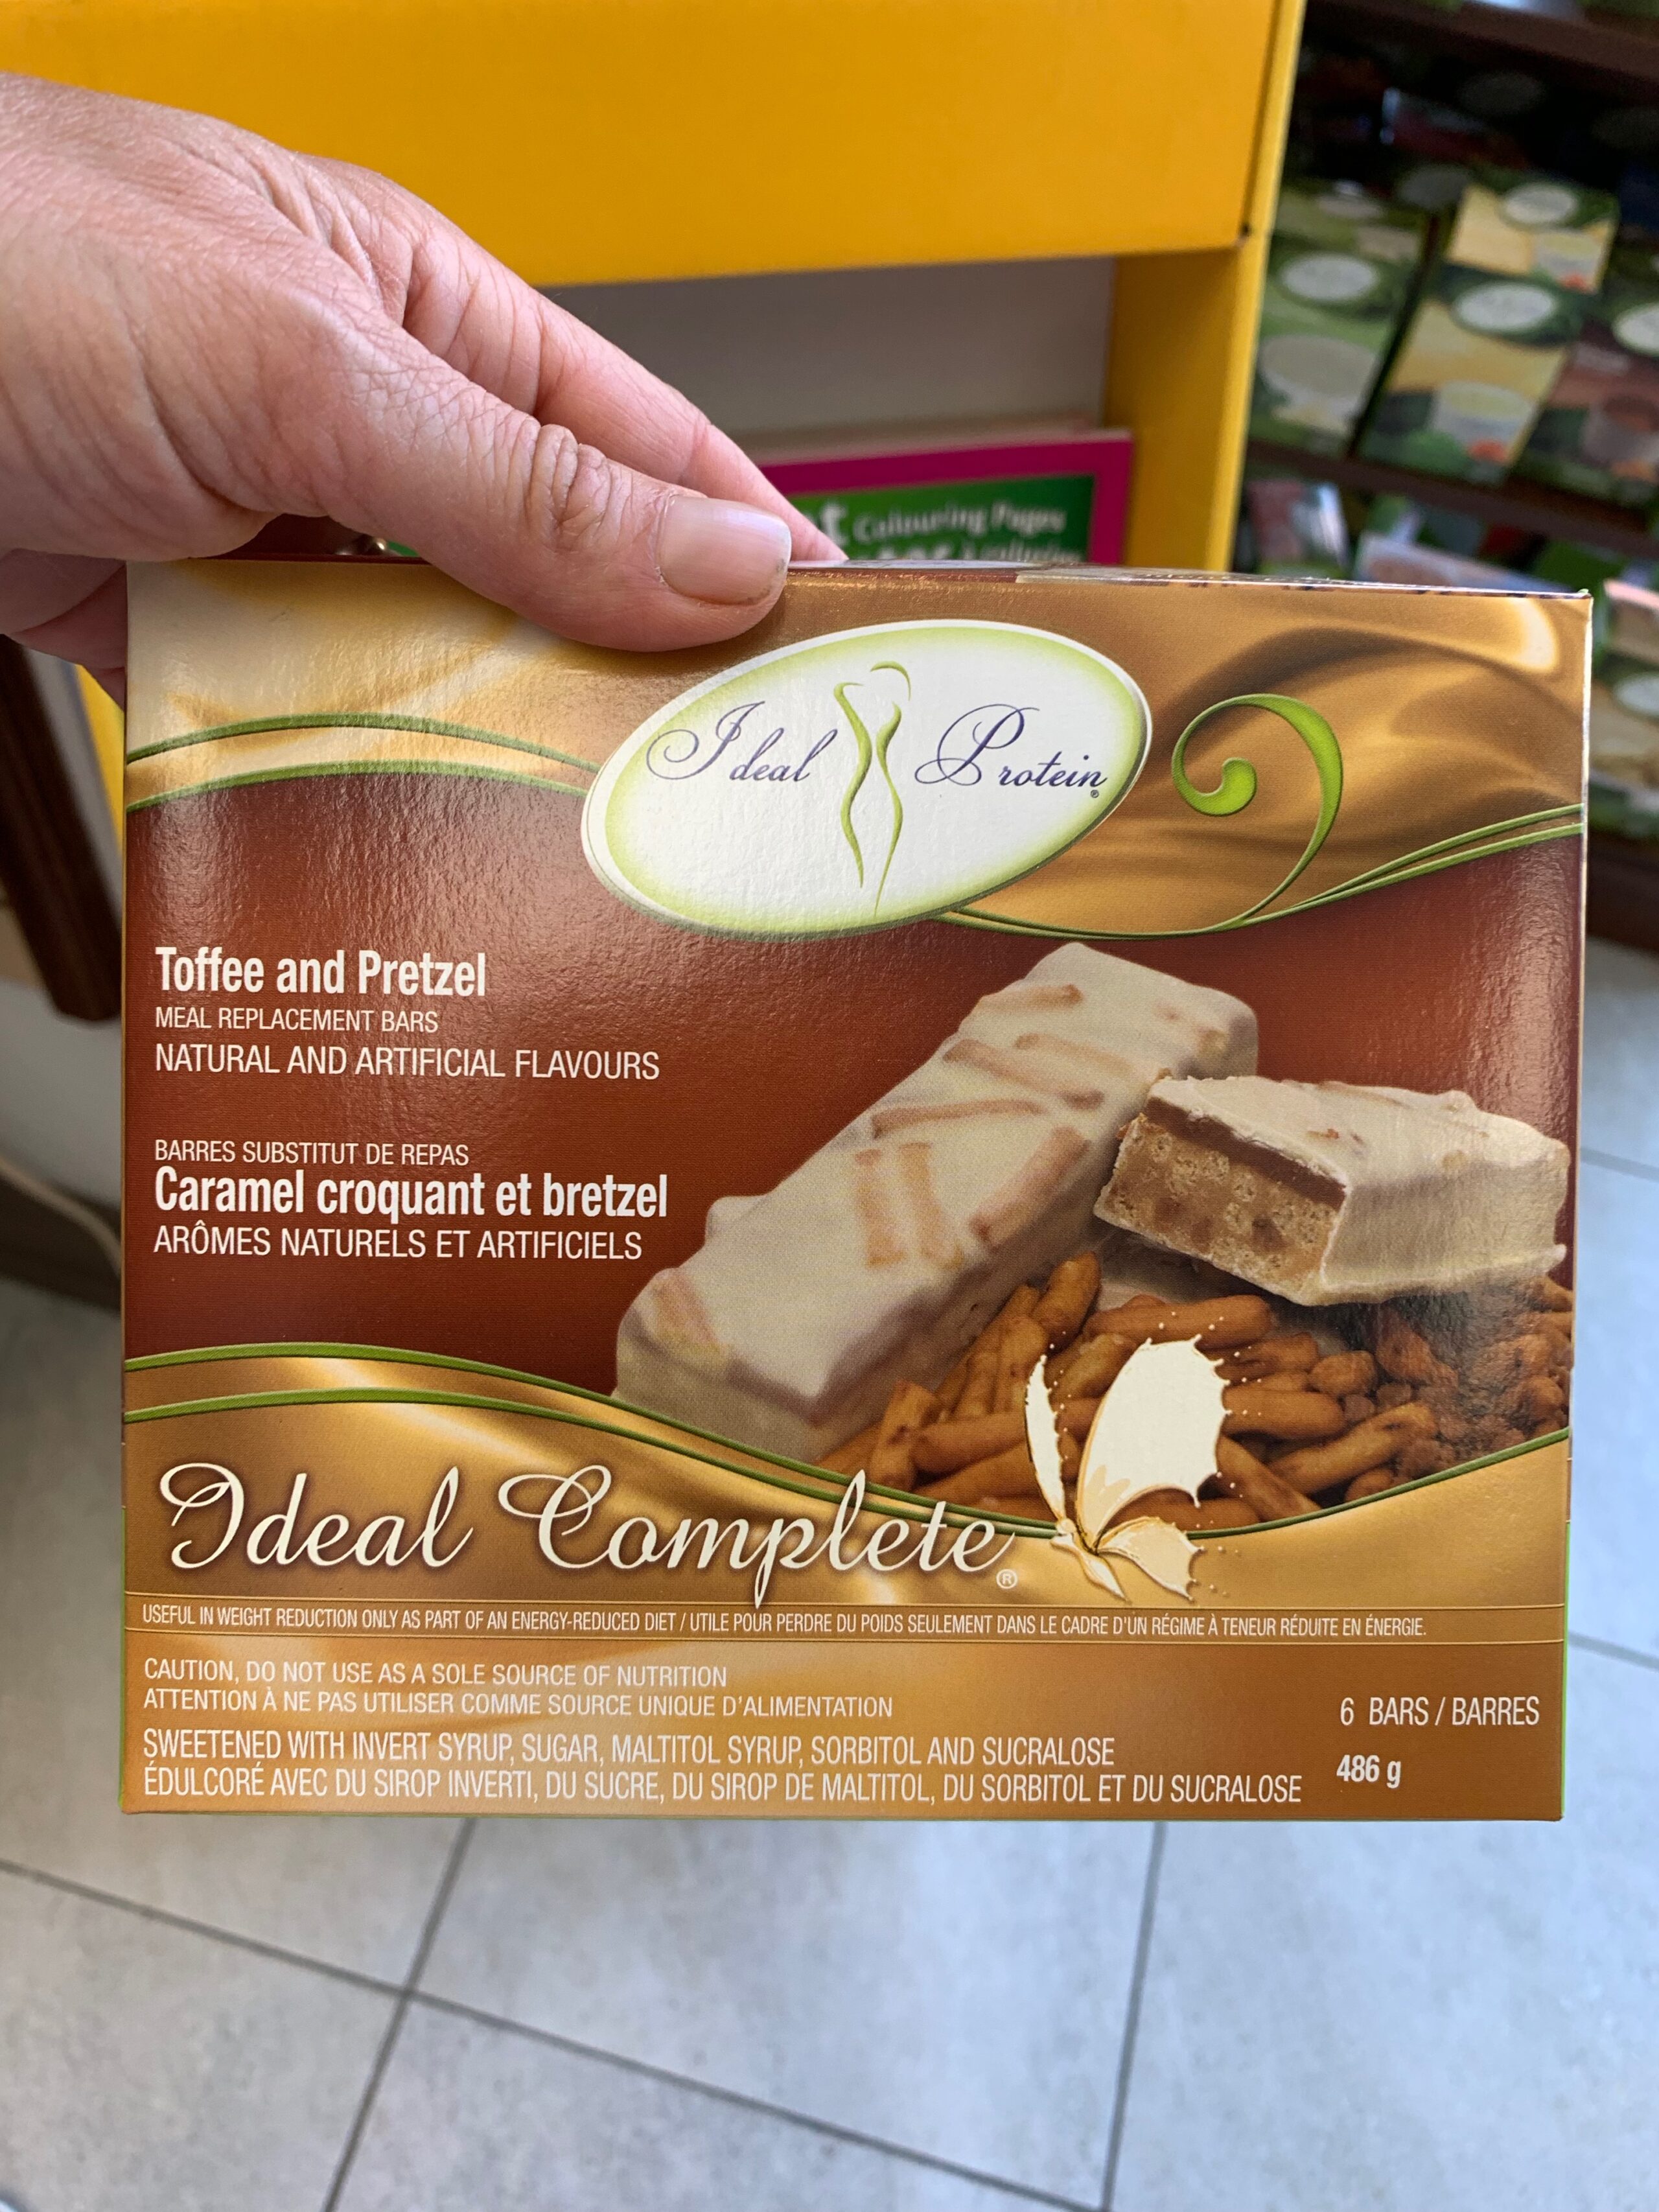 Colouring Pages
Ideal Protein®
Toffee and Pretzel
MEAL REPLACEMENT BARS
NATURAL AND ARTIFICIAL FLAVOURS
BARRES SUBSTITUT DE REPAS
Caramel croquant et bretzel
ARÔMES NATURELS ET ARTIFICIELS
Ideal Complete®
USEFUL IN WEIGHT REDUCTION ONLY AS PART OF AN ENERGY-REDUCED DIET / UTILE POUR PERDRE DU POIDS SEULEMENT DANS LE CADRE D'UN RÉGIME À TENEUR RÉDUITE EN ÉNERGIE.
CAUTION, DO NOT USE AS A SOLE SOURCE OF NUTRITION
ATTENTION À NE PAS UTILISER COMME SOURCE UNIQUE D'ALIMENTATION
6 BARS / BARRES
SWEETENED WITH INVERT SYRUP, SUGAR, MALTITOL SYRUP, SORBITOL AND SUCRALOSE
ÉDULCORÉ AVEC DU SIROP INVERTI, DU SUCRE, DU SIROP DE MALTITOL, DU SORBITOL ET DU SUCRALOSE
486 g